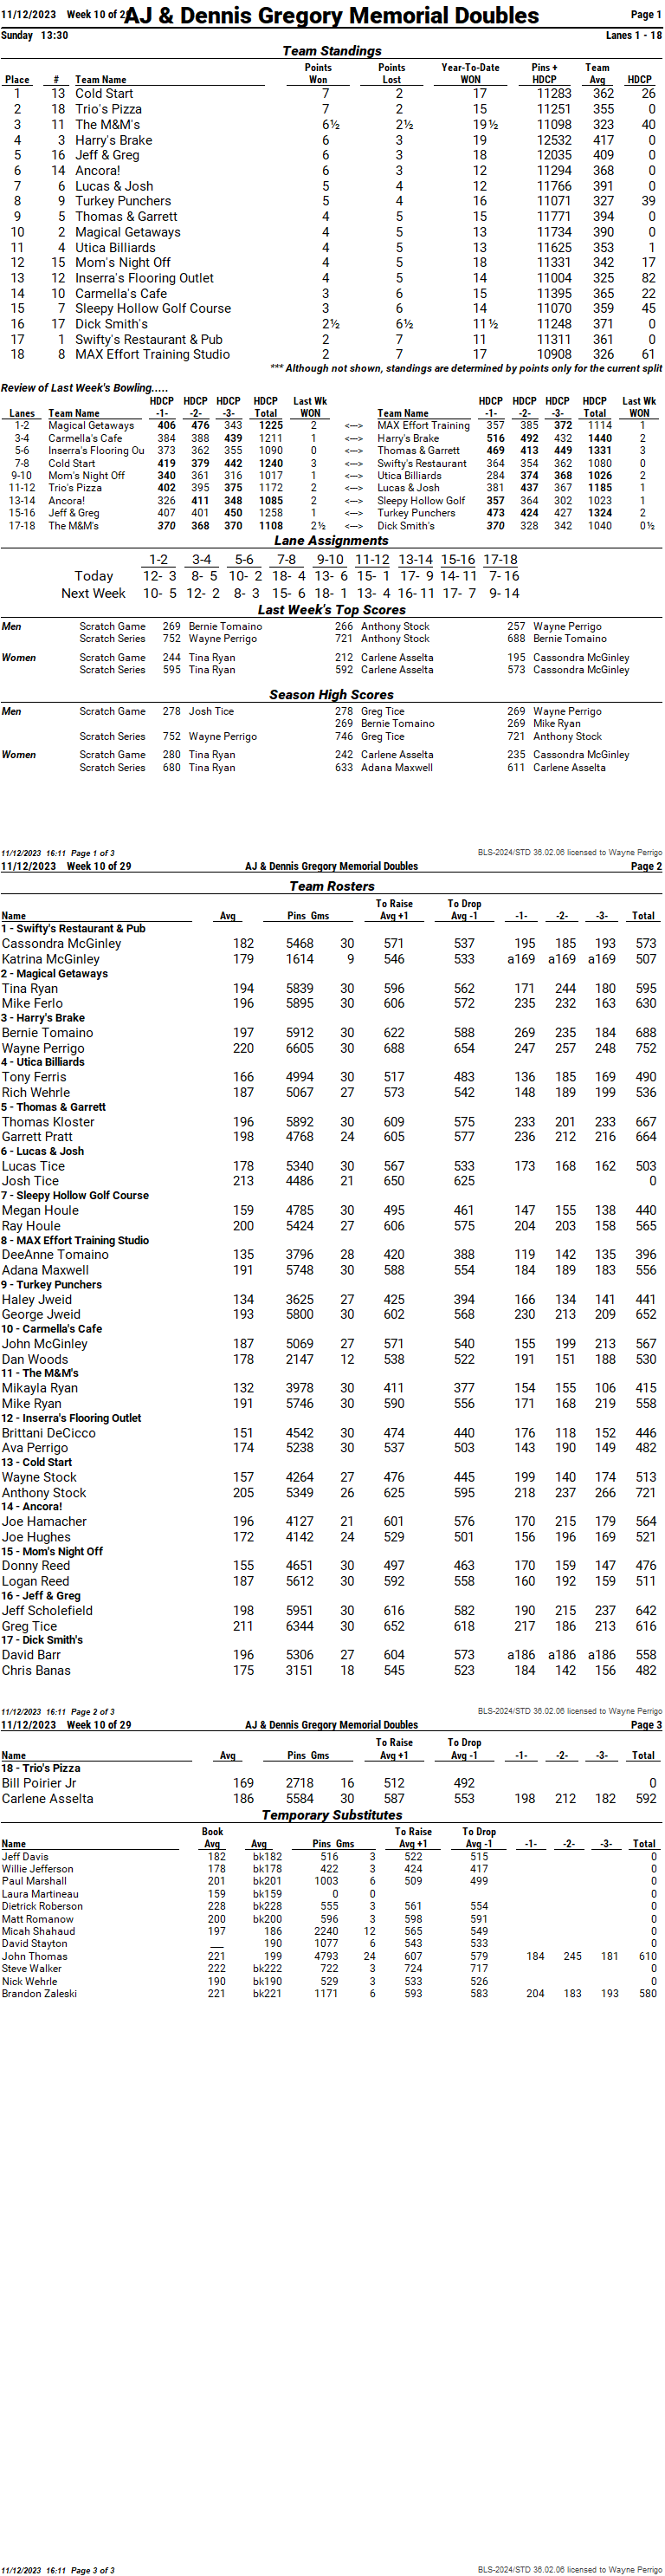 11/12/2023 Week 10 of 29 AJ & Dennis Gregory Memorial Doubles Page 1
Sunday 13:30 Lanes 1 - 18
Team Standings
Points Points Year-To-Date Pins + Team
Place # Team Name Won Lost WON HDCP Avg HDCP
1 13 Cold Start 7 2 17 11283 362 26
2 18 Trio's Pizza 7 2 15 11251 355 0
3 11 The M&M's 6½ 2½ 19½ 11098 323 40
4 3 Harry's Brake 6 3 19 12532 417 0
5 16 Jeff & Greg 6 3 18 12035 409 0
6 14 Ancora! 6 3 12 11294 368 0
7 6 Lucas & Josh 5 4 12 11766 391 0
8 9 Turkey Punchers 5 4 16 11071 327 39
9 5 Thomas & Garrett 4 5 15 11771 394 0
10 2 Magical Getaways 4 5 13 11734 390 0
11 4 Utica Billiards 4 5 13 11625 353 1
12 15 Mom's Night Off 4 5 18 11331 342 17
13 12 Inserra's Flooring Outlet 4 5 14 11004 325 82
14 10 Carmella's Cafe 3 6 15 11395 365 22
15 7 Sleepy Hollow Golf Course 3 6 14 11070 359 45
16 17 Dick Smith's 2½ 6½ 11½ 11248 371 0
17 1 Swifty's Restaurant & Pub 2 7 11 11311 361 0
18 8 MAX Effort Training Studio 2 7 17 10908 326 61
*** Although not shown, standings are determined by points only for the current split
Review of Last Week's Bowling.....
HDCP HDCP HDCP HDCP Last Wk HDCP HDCP HDCP HDCP Last Wk
Lanes Team Name -1- -2- -3- Total WON Team Name -1- -2- -3- Total WON
1-2 Magical Getaways 406 476 343 1225 2 <---> MAX Effort Training 357 385 372 1114 1
3-4 Carmella's Cafe 384 388 439 1211 1 <---> Harry's Brake 516 492 432 1440 2
5-6 Inserra's Flooring Ou 373 362 355 1090 0 <---> Thomas & Garrett 469 413 449 1331 3
7-8 Cold Start 419 379 442 1240 3 <---> Swifty's Restaurant 364 354 362 1080 0
9-10 Mom's Night Off 340 361 316 1017 1 <---> Utica Billiards 284 374 368 1026 2
11-12 Trio's Pizza 402 395 375 1172 2 <---> Lucas & Josh 381 437 367 1185 1
13-14 Ancora! 326 411 348 1085 2 <---> Sleepy Hollow Golf 357 364 302 1023 1
15-16 Jeff & Greg 407 401 450 1258 1 <---> Turkey Punchers 473 424 427 1324 2
17-18 The M&M's 370 368 370 1108 2½ <---> Dick Smith's 370 328 342 1040 0½
Lane Assignments
1-2 3-4 5-6 7-8 9-10 11-12 13-14 15-16 17-18
Today 12- 3 8- 5 10- 2 18- 4 13- 6 15- 1 17- 9 14- 11 7- 16
Next Week 10- 5 12- 2 8- 3 15- 6 18- 1 13- 4 16- 11 17- 7 9- 14
Last Week's Top Scores
Men Scratch Game 269 Bernie Tomaino 266 Anthony Stock 257 Wayne Perrigo
Scratch Series 752 Wayne Perrigo 721 Anthony Stock 688 Bernie Tomaino
Women Scratch Game 244 Tina Ryan 212 Carlene Asselta 195 Cassondra McGinley
Scratch Series 595 Tina Ryan 592 Carlene Asselta 573 Cassondra McGinley
Season High Scores
Men Scratch Game 278 Josh Tice 278 Greg Tice 269 Wayne Perrigo
269 Bernie Tomaino 269 Mike Ryan
Scratch Series 752 Wayne Perrigo 746 Greg Tice 721 Anthony Stock
Women Scratch Game 280 Tina Ryan 242 Carlene Asselta 235 Cassondra McGinley
Scratch Series 680 Tina Ryan 633 Adana Maxwell 611 Carlene Asselta
11/12/2023 16:11 Page 1 of 3 BLS-2024/STD 36.02.06 licensed to Wayne Perrigo
11/12/2023 Week 10 of 29 AJ & Dennis Gregory Memorial Doubles Page 2
Team Rosters
To Raise To Drop
Name Avg Pins Gms Avg +1 Avg -1 -1- -2- -3- Total
1 - Swifty's Restaurant & Pub
Cassondra McGinley 182 5468 30 571 537 195 185 193 573
Katrina McGinley 179 1614 9 546 533 a169 a169 a169 507
2 - Magical Getaways
Tina Ryan 194 5839 30 596 562 171 244 180 595
Mike Ferlo 196 5895 30 606 572 235 232 163 630
3 - Harry's Brake
Bernie Tomaino 197 5912 30 622 588 269 235 184 688
Wayne Perrigo 220 6605 30 688 654 247 257 248 752
4 - Utica Billiards
Tony Ferris 166 4994 30 517 483 136 185 169 490
Rich Wehrle 187 5067 27 573 542 148 189 199 536
5 - Thomas & Garrett
Thomas Kloster 196 5892 30 609 575 233 201 233 667
Garrett Pratt 198 4768 24 605 577 236 212 216 664
6 - Lucas & Josh
Lucas Tice 178 5340 30 567 533 173 168 162 503
Josh Tice 213 4486 21 650 625 0
7 - Sleepy Hollow Golf Course
Megan Houle 159 4785 30 495 461 147 155 138 440
Ray Houle 200 5424 27 606 575 204 203 158 565
8 - MAX Effort Training Studio
DeeAnne Tomaino 135 3796 28 420 388 119 142 135 396
Adana Maxwell 191 5748 30 588 554 184 189 183 556
9 - Turkey Punchers
Haley Jweid 134 3625 27 425 394 166 134 141 441
George Jweid 193 5800 30 602 568 230 213 209 652
10 - Carmella's Cafe
John McGinley 187 5069 27 571 540 155 199 213 567
Dan Woods 178 2147 12 538 522 191 151 188 530
11 - The M&M's
Mikayla Ryan 132 3978 30 411 377 154 155 106 415
Mike Ryan 191 5746 30 590 556 171 168 219 558
12 - Inserra's Flooring Outlet
Brittani DeCicco 151 4542 30 474 440 176 118 152 446
Ava Perrigo 174 5238 30 537 503 143 190 149 482
13 - Cold Start
Wayne Stock 157 4264 27 476 445 199 140 174 513
Anthony Stock 205 5349 26 625 595 218 237 266 721
14 - Ancora!
Joe Hamacher 196 4127 21 601 576 170 215 179 564
Joe Hughes 172 4142 24 529 501 156 196 169 521
15 - Mom's Night Off
Donny Reed 155 4651 30 497 463 170 159 147 476
Logan Reed 187 5612 30 592 558 160 192 159 511
16 - Jeff & Greg
Jeff Scholefield 198 5951 30 616 582 190 215 237 642
Greg Tice 211 6344 30 652 618 217 186 213 616
17 - Dick Smith's
David Barr 196 5306 27 604 573 a186 a186 a186 558
Chris Banas 175 3151 18 545 523 184 142 156 482
11/12/2023 16:11 Page 2 of 3 BLS-2024/STD 36.02.06 licensed to Wayne Perrigo
11/12/2023 Week 10 of 29 AJ & Dennis Gregory Memorial Doubles Page 3
To Raise To Drop
Name Avg Pins Gms Avg +1 Avg -1 -1- -2- -3- Total
18 - Trio's Pizza
Bill Poirier Jr 169 2718 16 512 492 0
Carlene Asselta 186 5584 30 587 553 198 212 182 592
Temporary Substitutes
Book To Raise To Drop
Name Avg Avg Pins Gms Avg +1 Avg -1 -1- -2- -3- Total
Jeff Davis 182 bk182 516 3 522 515 0
Willie Jefferson 178 bk178 422 3 424 417 0
Paul Marshall 201 bk201 1003 6 509 499 0
Laura Martineau 159 bk159 0 0 0
Dietrick Roberson 228 bk228 555 3 561 554 0
Matt Romanow 200 bk200 596 3 598 591 0
Micah Shahaud 197 186 2240 12 565 549 0
David Stayton ___ 190 1077 6 543 533 0
John Thomas 221 199 4793 24 607 579 184 245 181 610
Steve Walker 222 bk222 722 3 724 717 0
Nick Wehrle 190 bk190 529 3 533 526 0
Brandon Zaleski 221 bk221 1171 6 593 583 204 183 193 580
11/12/2023 16:11 Page 3 of 3 BLS-2024/STD 36.02.06 licensed to Wayne Perrigo